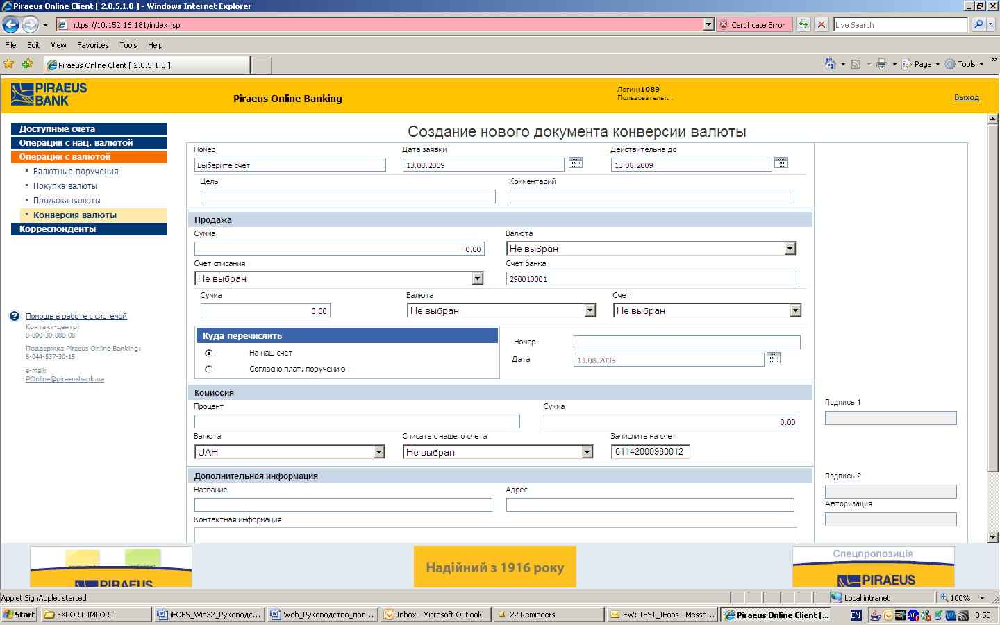 Piraeus Online Client [ 2.0.5.1.0 ] - Windows Internet Explorer
https://10.152.16.181/index.jsp
Certificate Error
Live Search
File Edit View Favorites Tools Help
Piraeus Online Client [ 2.0.5.1.0 ]
Page Tools
PIRAEUS
BANK
Piraeus Online Banking
Логин:1089
Пользователь:. .
Выход
Доступные счета
Операции с нац. валютой
Операции с валютой
Валютные поручения
Покупка валюты
Продажа валюты
Конверсия валюты
Корреспонденты
Помощь в работе с системой
Контакт-центр:
8-800-30-888-08
Поддержка Piraeus Online Banking:
8-044-537-30-15
e-mail:
POnline@piraeusbank.ua
Создание нового документа конверсии валюты
Номер Дата заявки Действительна до
Выберите счет 13.08.2009 13.08.2009
Цель Комментарий
Продажа
Сумма Валюта
0.00 Не выбран
Счет списания Счет банка
Не выбран 290010001
Сумма Валюта Счет
0.00 Не выбран Не выбран
Куда перечислить
На наш счет
Согласно плат. поручению
Номер
Дата 13.08.2009
Комиссия
Процент Сумма
0.00
Валюта Списать с нашего счета Зачислить на счет
UAH Не выбран 61142000980012
Дополнительная информация
Название Адрес
Контактная информация
Подпись 1
Подпись 2
Авторизация
PIRAEUS
Надійний з 1916 року
Спецпропозиція
PIRAEUS
Applet SignApplet started
Local intranet 100%
Start EXPORT-IMPORT iFOBS_Win32_Руководс... Web_Руководство_пол... Inbox - Microsoft Outlook 22 Reminders FW: TEST_IFobs - Messa... Piraeus Online Client [... EN 8:53